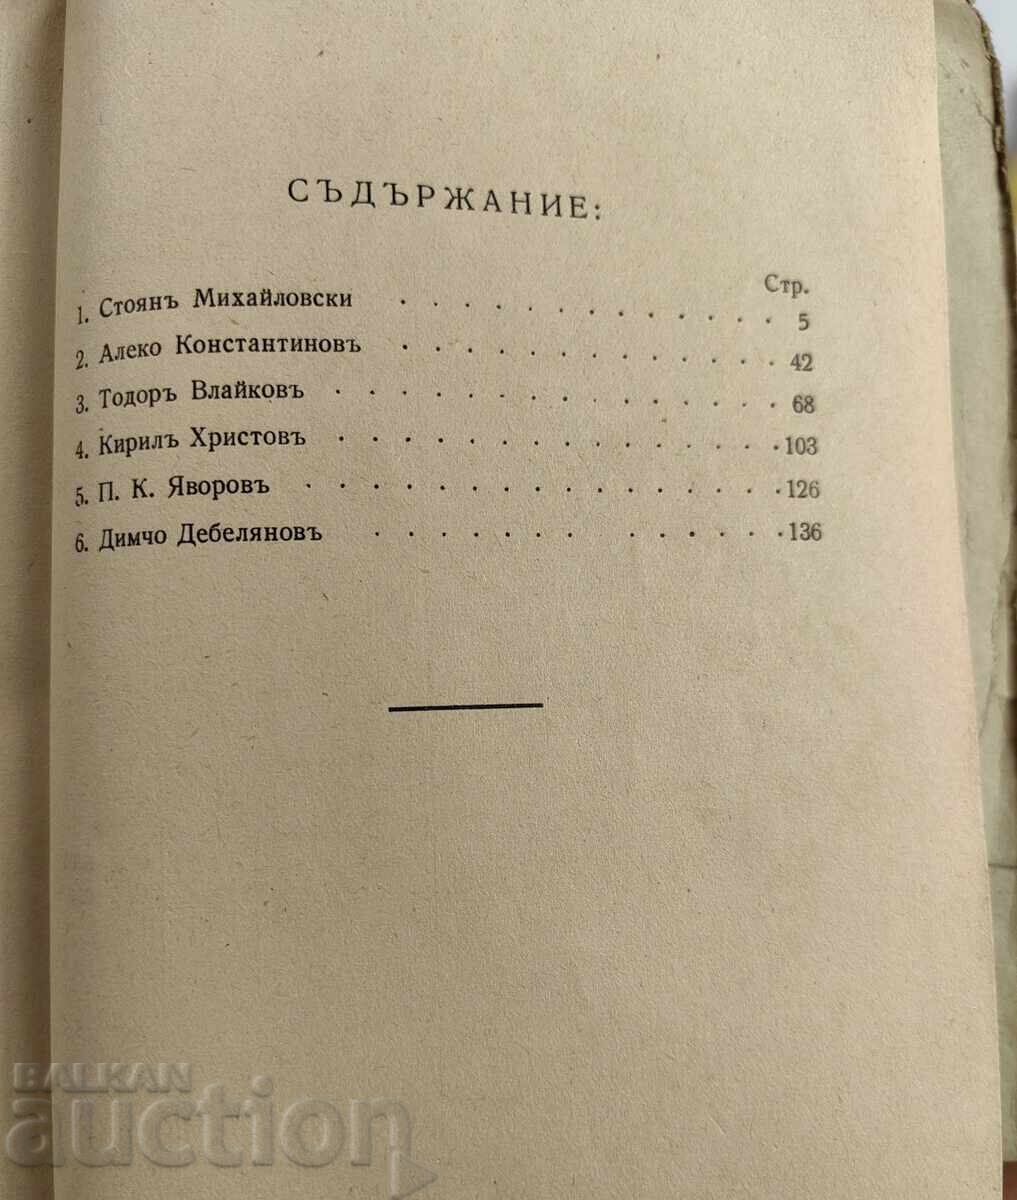 СЪДЪРЖАНИЕ:
Стр.
1. Стоянъ Михайловски . . . . . . . . . . . . 5
2. Алеко Константиновъ . . . . . . . . . . . . 42
3. Тодоръ Влайковъ . . . . . . . . . . . . . . 68
4. Кирилъ Христовъ . . . . . . . . . . . . . . 103
5. П. К. Яворовъ . . . . . . . . . . . . . . . 126
6. Димчо Дебеляновъ . . . . . . . . . . . . 136
BALKAN
auction